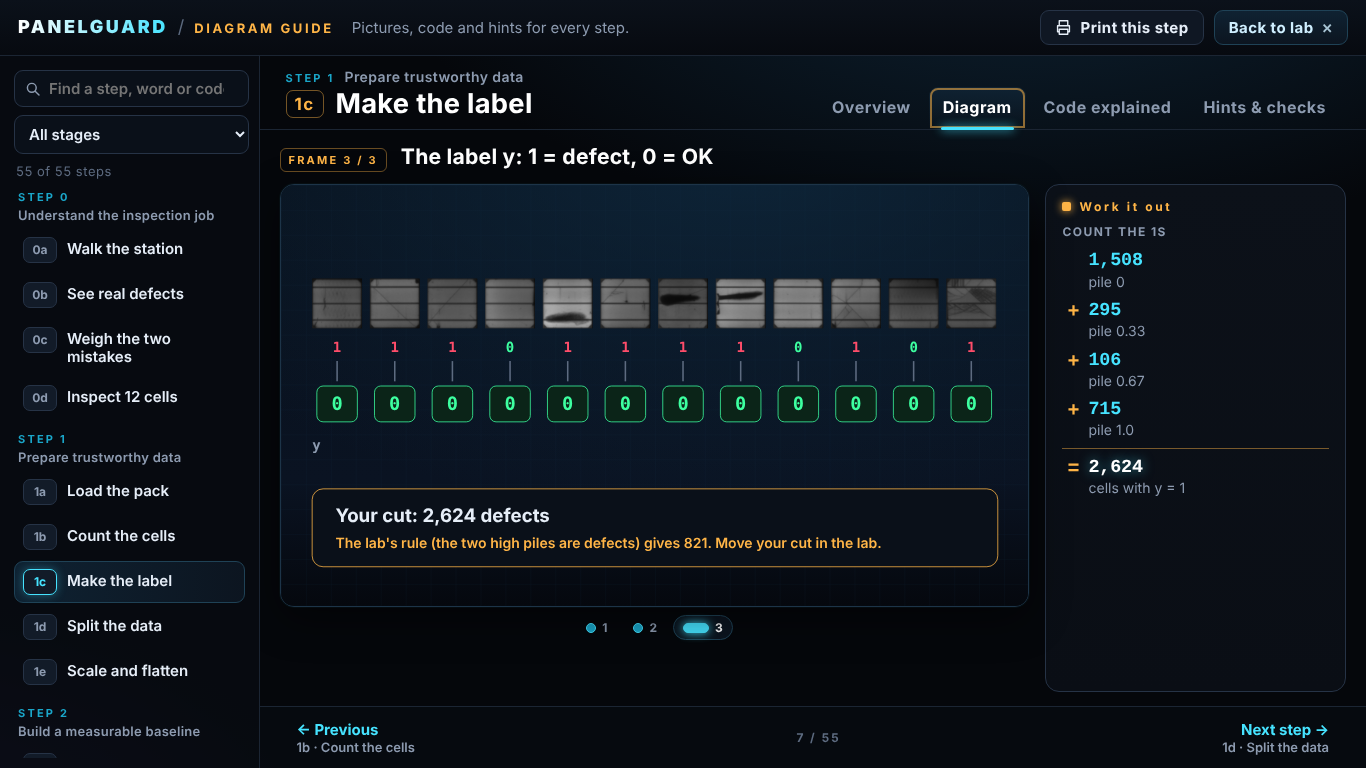 PANELGUARD / DIAGRAM GUIDE Pictures, code and hints for every step.
Print this step
Back to lab ×
Find a step, word or cod
All stages
55 of 55 steps
STEP 0
Understand the inspection job
0a Walk the station
0b See real defects
0c Weigh the two
mistakes
0d Inspect 12 cells
STEP 1
Prepare trustworthy data
1a Load the pack
1b Count the cells
1c Make the label
1d Split the data
1e Scale and flatten
STEP 2
Build a measurable baseline
STEP 1 Prepare trustworthy data
1c Make the label
Overview Diagram Code explained Hints & checks
FRAME 3 / 3 The label y: 1 = defect, 0 = OK
1 1 1 0 1 1 1 1 0 1 0 1
0 0 0 0 0 0 0 0 0 0 0 0
y
Your cut: 2,624 defects
The lab's rule (the two high piles are defects) gives 821. Move your cut in the lab.
1 2 3
Work it out
COUNT THE 1S
1,508
pile 0
+ 295
pile 0.33
+ 106
pile 0.67
+ 715
pile 1.0
= 2,624
cells with y = 1
← Previous
1b · Count the cells
7 / 55
Next step →
1d · Split the data